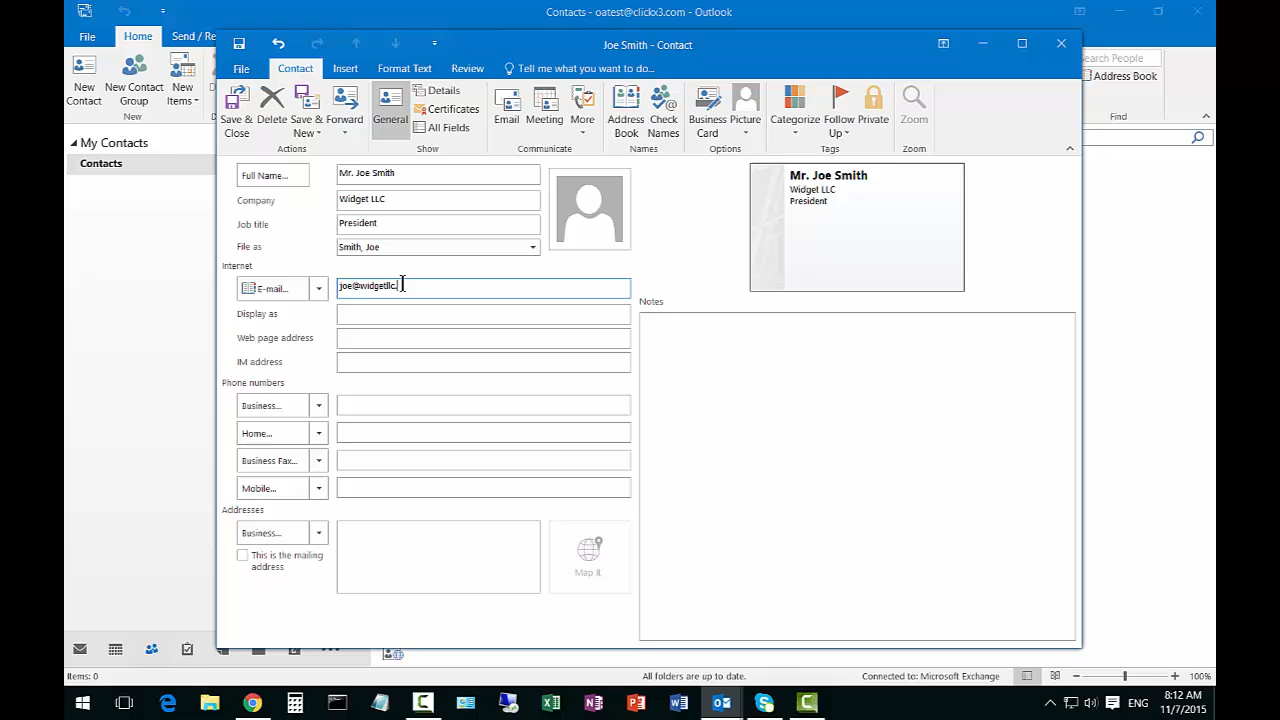 Contacts - oatest@clickx3.com - Outlook
File
Home
Send / Re
New Contact
New Contact Group
New Items
New
D
My Contacts
Contacts
Joe Smith - Contact
File
Contact
Insert
Format Text
Review
Tell me what you want to do...
Save & Close
Delete
Save & New
Forward
Actions
General
Details
Certificates
All Fields
Show
Email
Meeting
More
Communicate
Address Book
Check Names
Names
Business Card
Picture
Options
Categorize
Follow Up
Private
Tags
Zoom
Zoom
Search People
Address Book
Find
Full Name...
Mr. Joe Smith
Company
Widget LLC
Job title
President
File as
Smith, Joe
Internet
E-mail...
joe@widgetllc.
Display as
Web page address
IM address
Phone numbers
Business...
Home...
Business Fax...
Mobile...
Addresses
Business...
This is the mailing address
Map It
Mr. Joe Smith
Widget LLC
President
Notes
Items: 0
All folders are up to date.
Connected to: Microsoft Exchange
100%
ENG
8:12 AM
11/7/2015